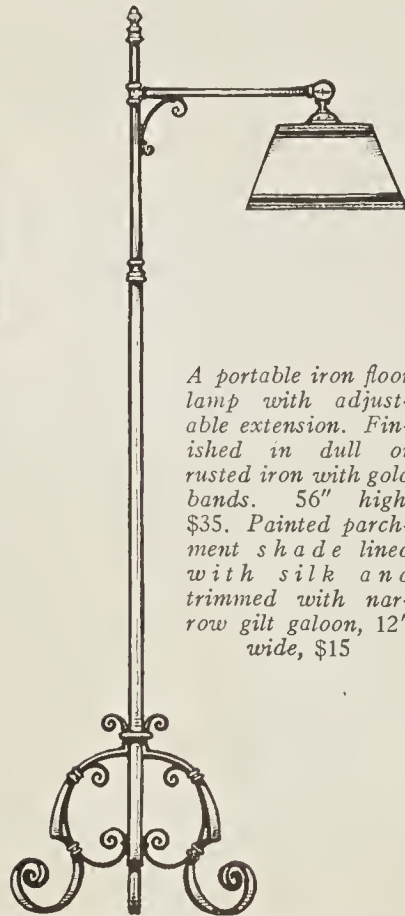 A portable iron floor
lamp with adjust-
able extension. Fin-
ished in dull or
rusted iron with gold
bands. 56" high
$35. Painted parch-
ment shade lined
with silk and
trimmed with nar-
row gilt galoon, 12"
wide, $15